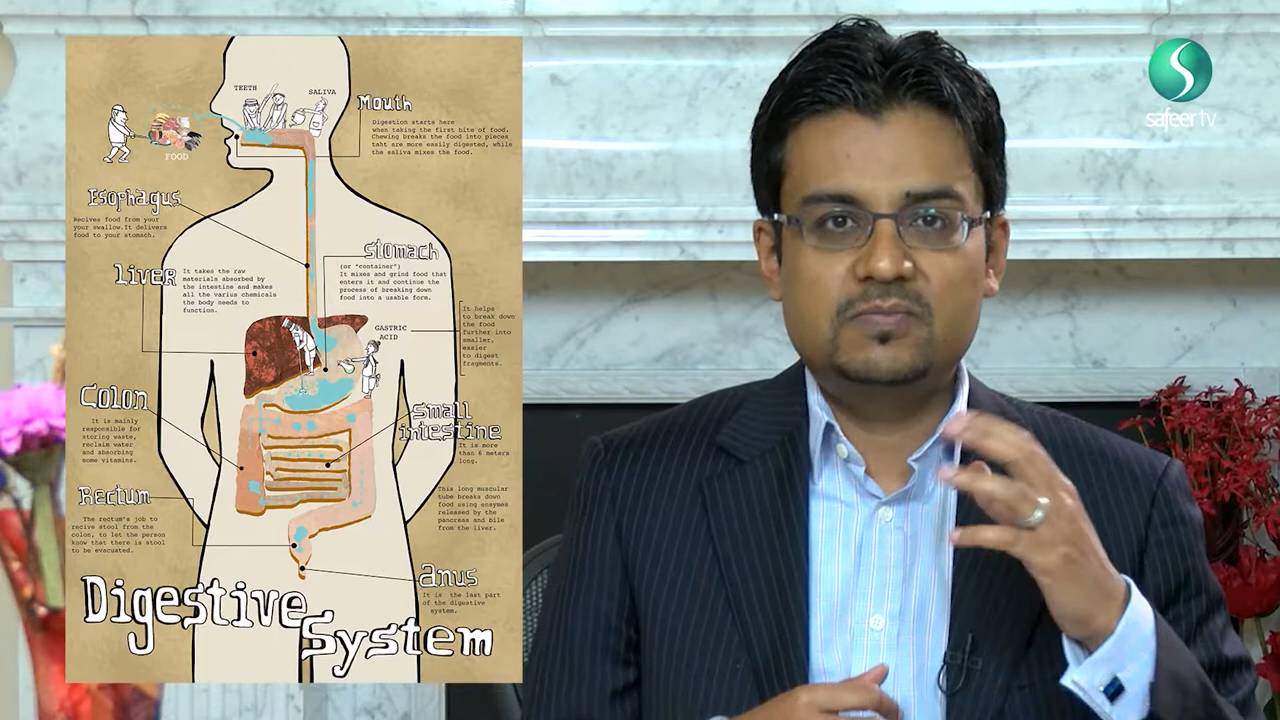 TEETH
SALIVA
Mouth
Digestion starts here
when taking the first bite of food.
Chewing breaks the food into pieces
taht are more easily digested, while
the saliva mixes the food.
FOOD
Esophagus
Recives food from your
your swallow.It delivers
food to your stomach.
liver
It takes the raw
materials absorbed by
the intestine and makes
all the varius chemicals
the body needs to
function.
stomach
(or "container")
It mixes and grind food that
enters it and continue the
process of breaking down
food into a usable form.
GASTRIC
ACID
It helps
to break down
the food
further into
smaller,
easier
to digest
fragments.
Colon
It is mainly
responsible for
storing waste,
reclaim water
and absorbing
some vitamins.
small
intestine
It is more
than 6 meters
long.
This long muscular
tube breaks down
food using enzymes
released by the
pancreas and bile
from the liver.
Rectum
The rectum's job to
recive stool from the
colon, to let the person
know that there is stool
to be evacuated.
anus
It is the last part
of the digestive
system.
Digestive
System
safeer tv